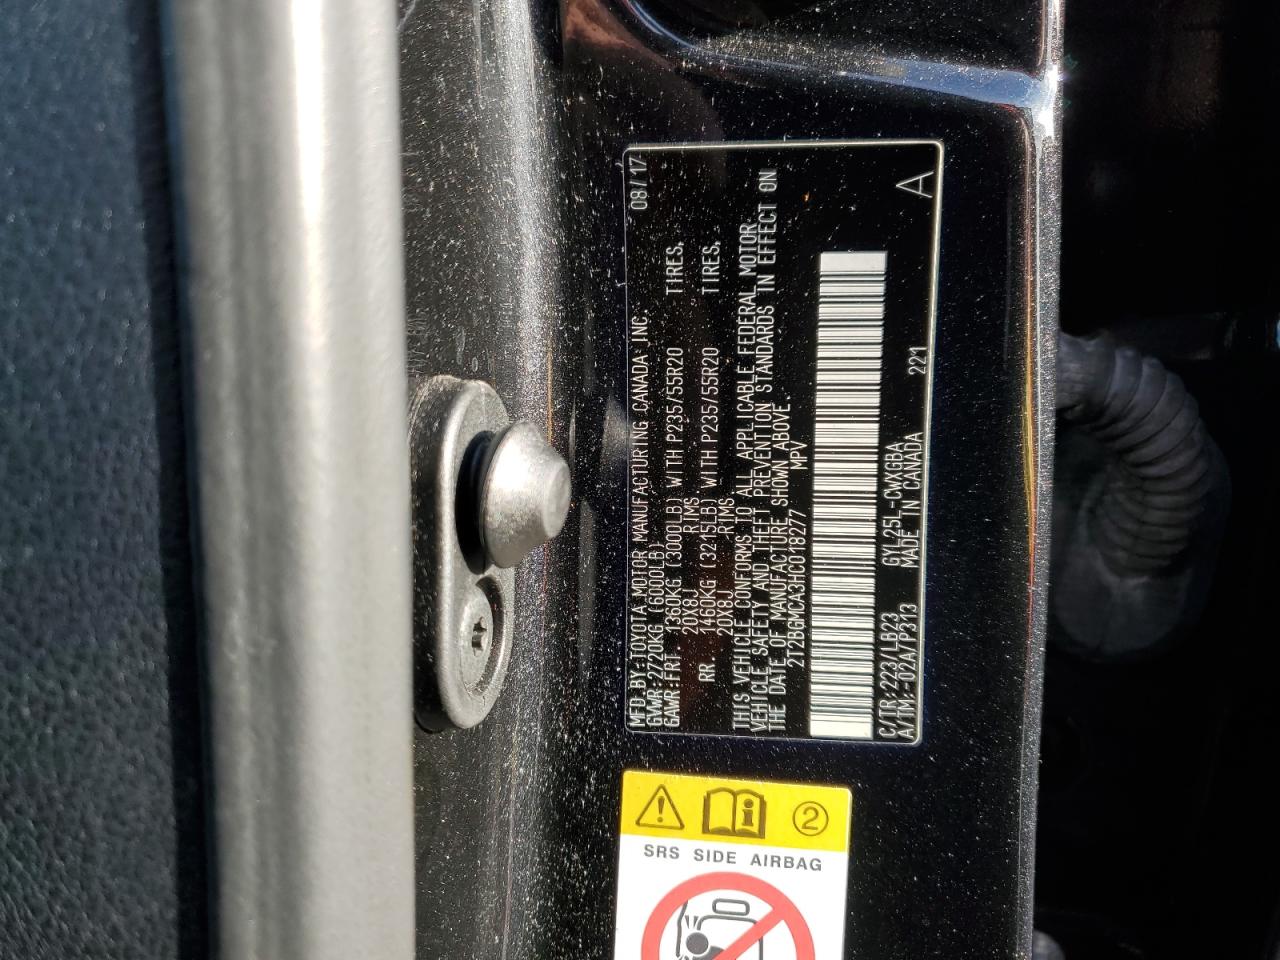 MFD BY:TOYOTA MOTOR MANUFACTURING CANADA INC. 08/17
GVWR:2720KG (6000LB)
GAWR:FRT 1360KG (3000LB) WITH P235/55R20 TIRES,
20X8J RIMS
RR. 1460KG (3215LB) WITH P235/55R20 TIRES,
20X8J RIMS
THIS VEHICLE CONFORMS TO ALL APPLICABLE FEDERAL MOTOR
VEHICLE SAFETY AND THEFT PREVENTION STANDARDS IN EFFECT ON
THE DATE OF MANUFACTURE SHOWN ABOVE.
2T2BGMCA3HC018277 MPV
A
C/TR:223/LB23 GYL25L-CWXGBA
A/TM:-02A/P313 MADE IN CANADA 221
2
SRS SIDE AIRBAG